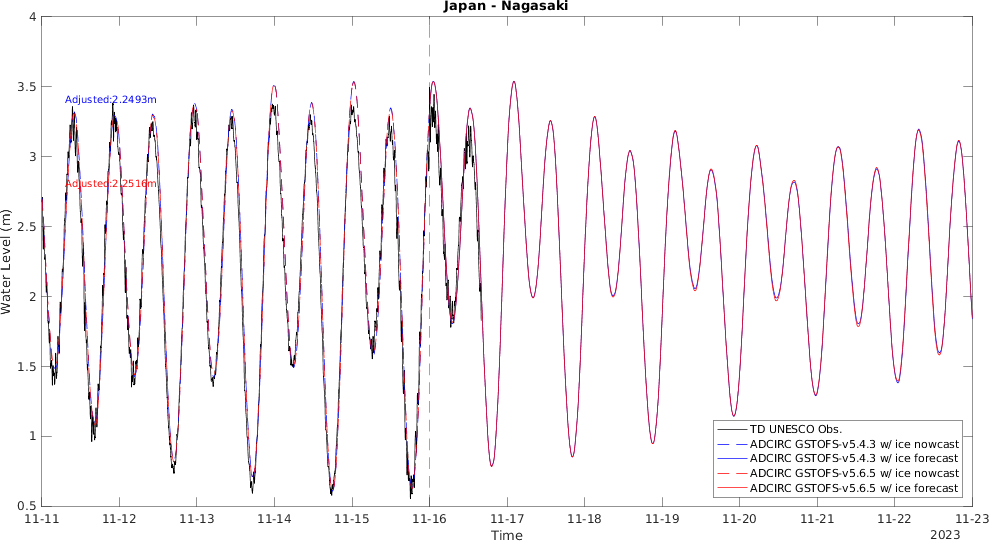 Japan - Nagasaki
4
3.5
3
2.5
2
1.5
1
0.5
Water Level (m)
Adjusted:2.2493m
Adjusted:2.2516m
TD UNESCO Obs.
ADCIRC GSTOFS-v5.4.3 w/ ice nowcast
ADCIRC GSTOFS-v5.4.3 w/ ice forecast
ADCIRC GSTOFS-v5.6.5 w/ ice nowcast
ADCIRC GSTOFS-v5.6.5 w/ ice forecast
11-11 11-12 11-13 11-14 11-15 11-16 11-17 11-18 11-19 11-20 11-21 11-22 11-23
Time
2023